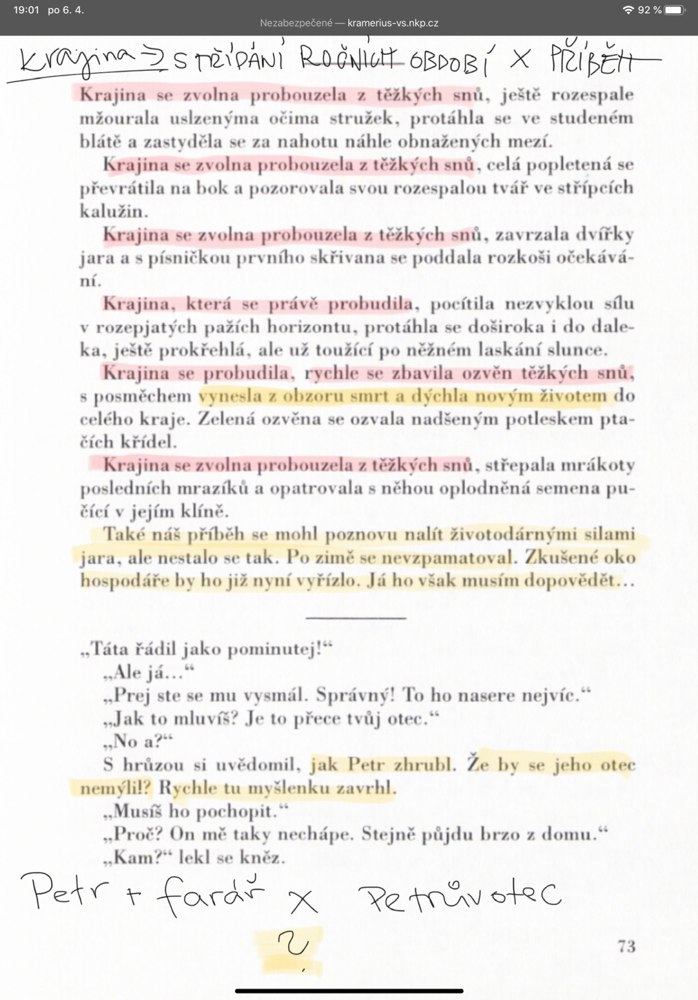 19:01 po 6. 4.
92 %
Nezabezpečené — kramerius-vs.nkp.cz
Krajina → STŘÍDÁNÍ ROČNÍCH OBDOBÍ X PŘÍBĚH
Krajina se zvolna probouzela z těžkých snů, ještě rozespale
mžourala uslzenýma očima stružek, protáhla se ve studeném
blátě a zastyděla se za nahotu náhle obnažených mezí.
Krajina se zvolna probouzela z těžkých snů, celá popletená se
převrátila na bok a pozorovala svou rozespalou tvář ve střípcích
kalužin.
Krajina se zvolna probouzela z těžkých snů, zavrzala dvířky
jara a s písničkou prvního skřivana se poddala rozkoši očekává-
ní.
Krajina, která se právě probudila, pocítila nezvyklou sílu
v rozepjatých pažích horizontu, protáhla se doširoka i do dale-
ka, ještě prokřehlá, ale už toužící po něžném laskání slunce.
Krajina se probudila, rychle se zbavila ozvěn těžkých snů,
s posměchem vynesla z obzoru smrt a dýchla novým životem do
celého kraje. Zelená ozvěna se ozvala nadšeným potleskem pta-
čích křídel.
Krajina se zvolna probouzela z těžkých snů, střepala mrákoty
posledních mrazíků a opatrovala s něhou oplodněná semena pu-
čící v jejím klíně.
Také náš příběh se mohl poznovu nalít životodárnými silami
jara, ale nestalo se tak. Po zimě se nevzpamatoval. Zkušené oko
hospodáře by ho již nyní vyřízlo. Já ho však musím dopovědět...
„Táta řádil jako pominutej!“
„Ale já...“
„Prej ste se mu vysmál. Správný! To ho nasere nejvíc.“
„Jak to mluvíš? Je to přece tvůj otec.“
„No a?“
S hrůzou si uvědomil, jak Petr zhrubl. Že by se jeho otec
nemýlil? Rychle tu myšlenku zavrhl.
„Musíš ho pochopit.“
„Proč? On mě taky nechápe. Stejně půjdu brzo z domu.“
„Kam?“ lekl se kněz.
Petr + farář x Petrův otec
?
73